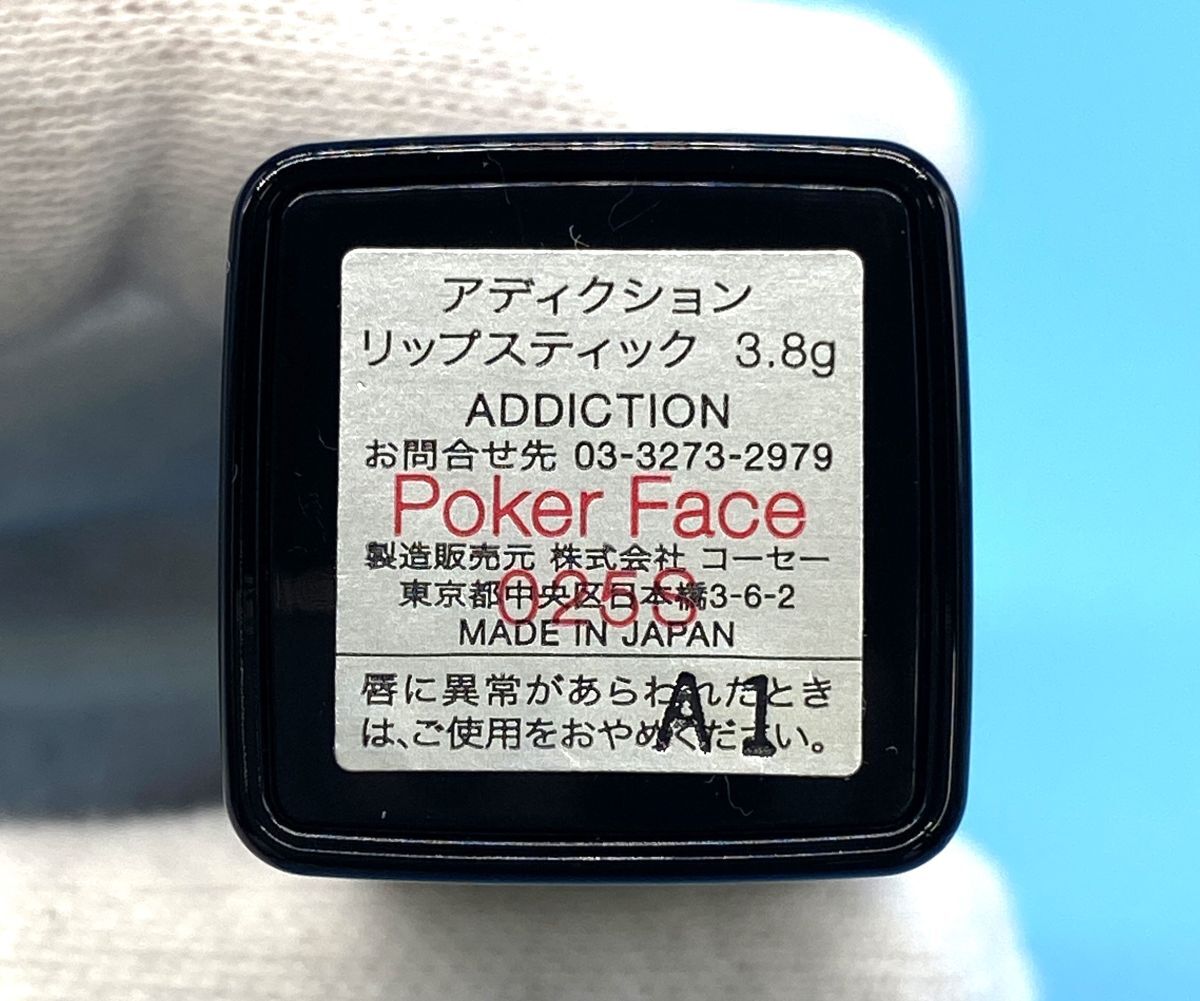 アディクション
リップスティック 3.8g
ADDICTION
お問合せ先 03-3273-2979
Poker Face
製造販売元 株式会社 コーセー
025S
東京都中央区日本橋3-6-2
MADE IN JAPAN
唇に異常があらわれたとき
は、ご使用をおやめください。
A1